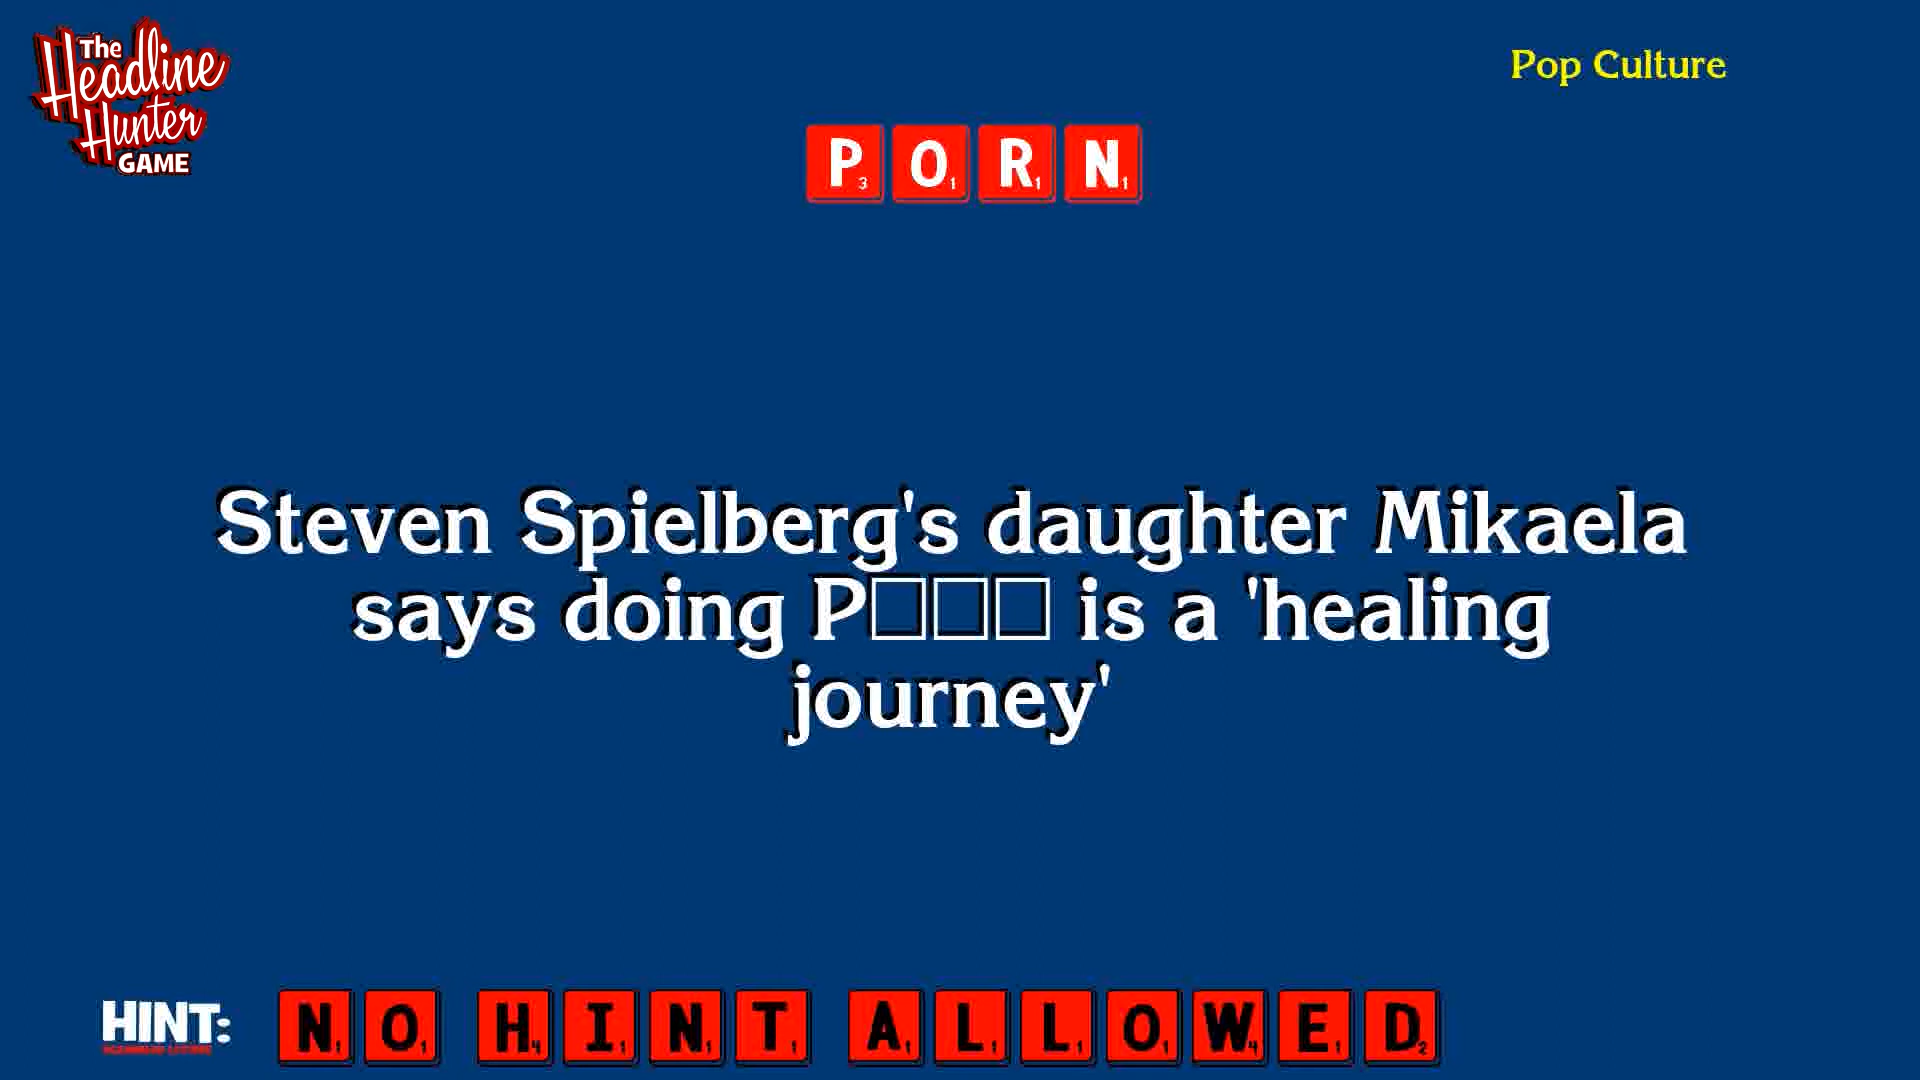 The
Headline
Hunter
GAME
Pop Culture
PORN
Steven Spielberg's daughter Mikaela
says doing P□□□ is a 'healing
journey'
HINT: NO HINT ALLOWED